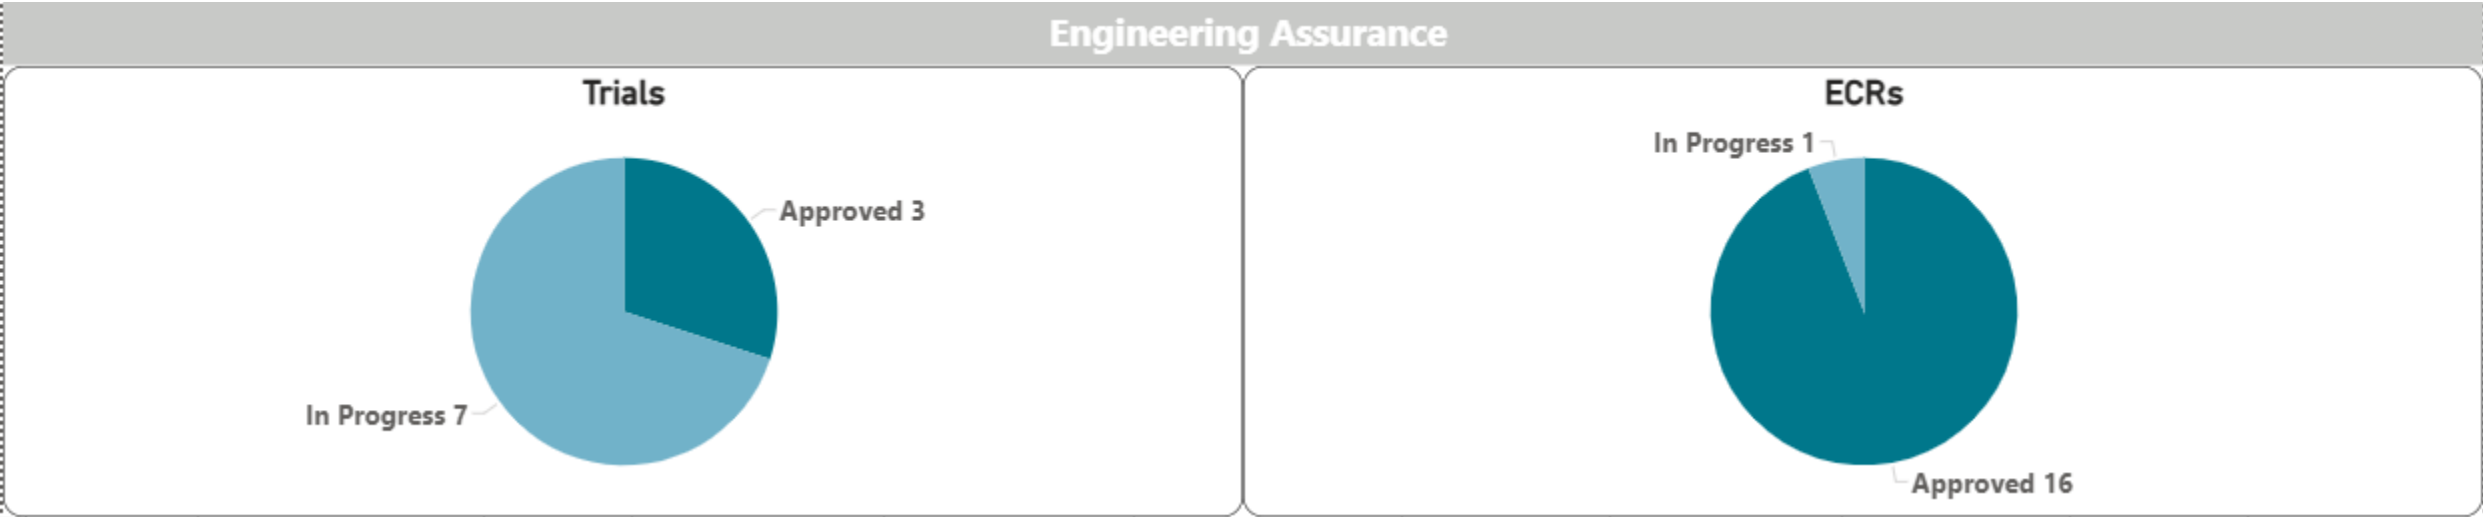 Engineering Assurance
Trials
Approved 3
In Progress 7
ECRs
In Progress 1
Approved 16